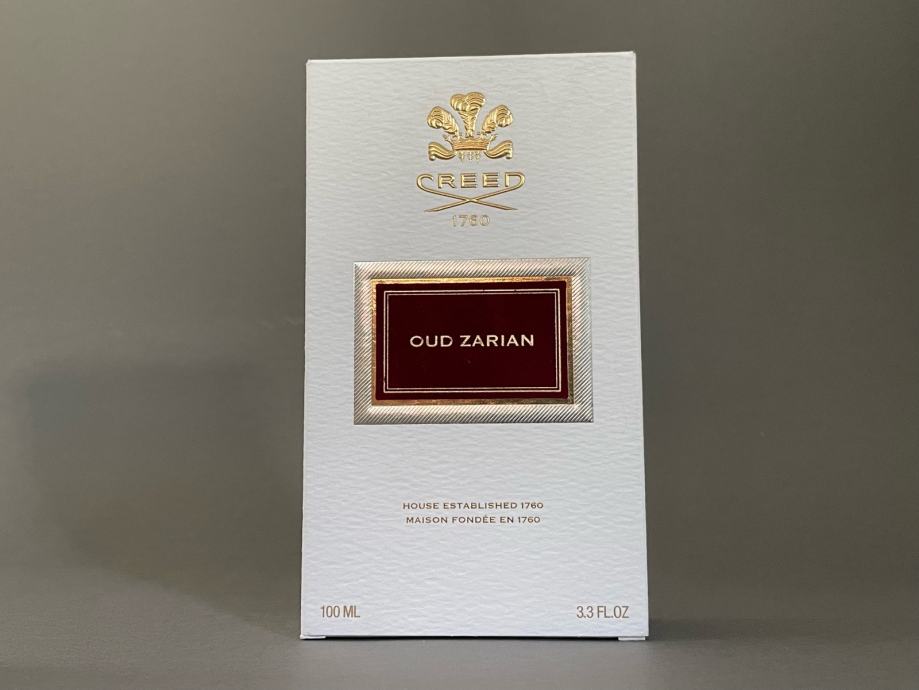 CREED
1760
OUD ZARIAN
HOUSE ESTABLISHED 1760
MAISON FONDÉE EN 1760
100 ML 3.3 FL.OZ